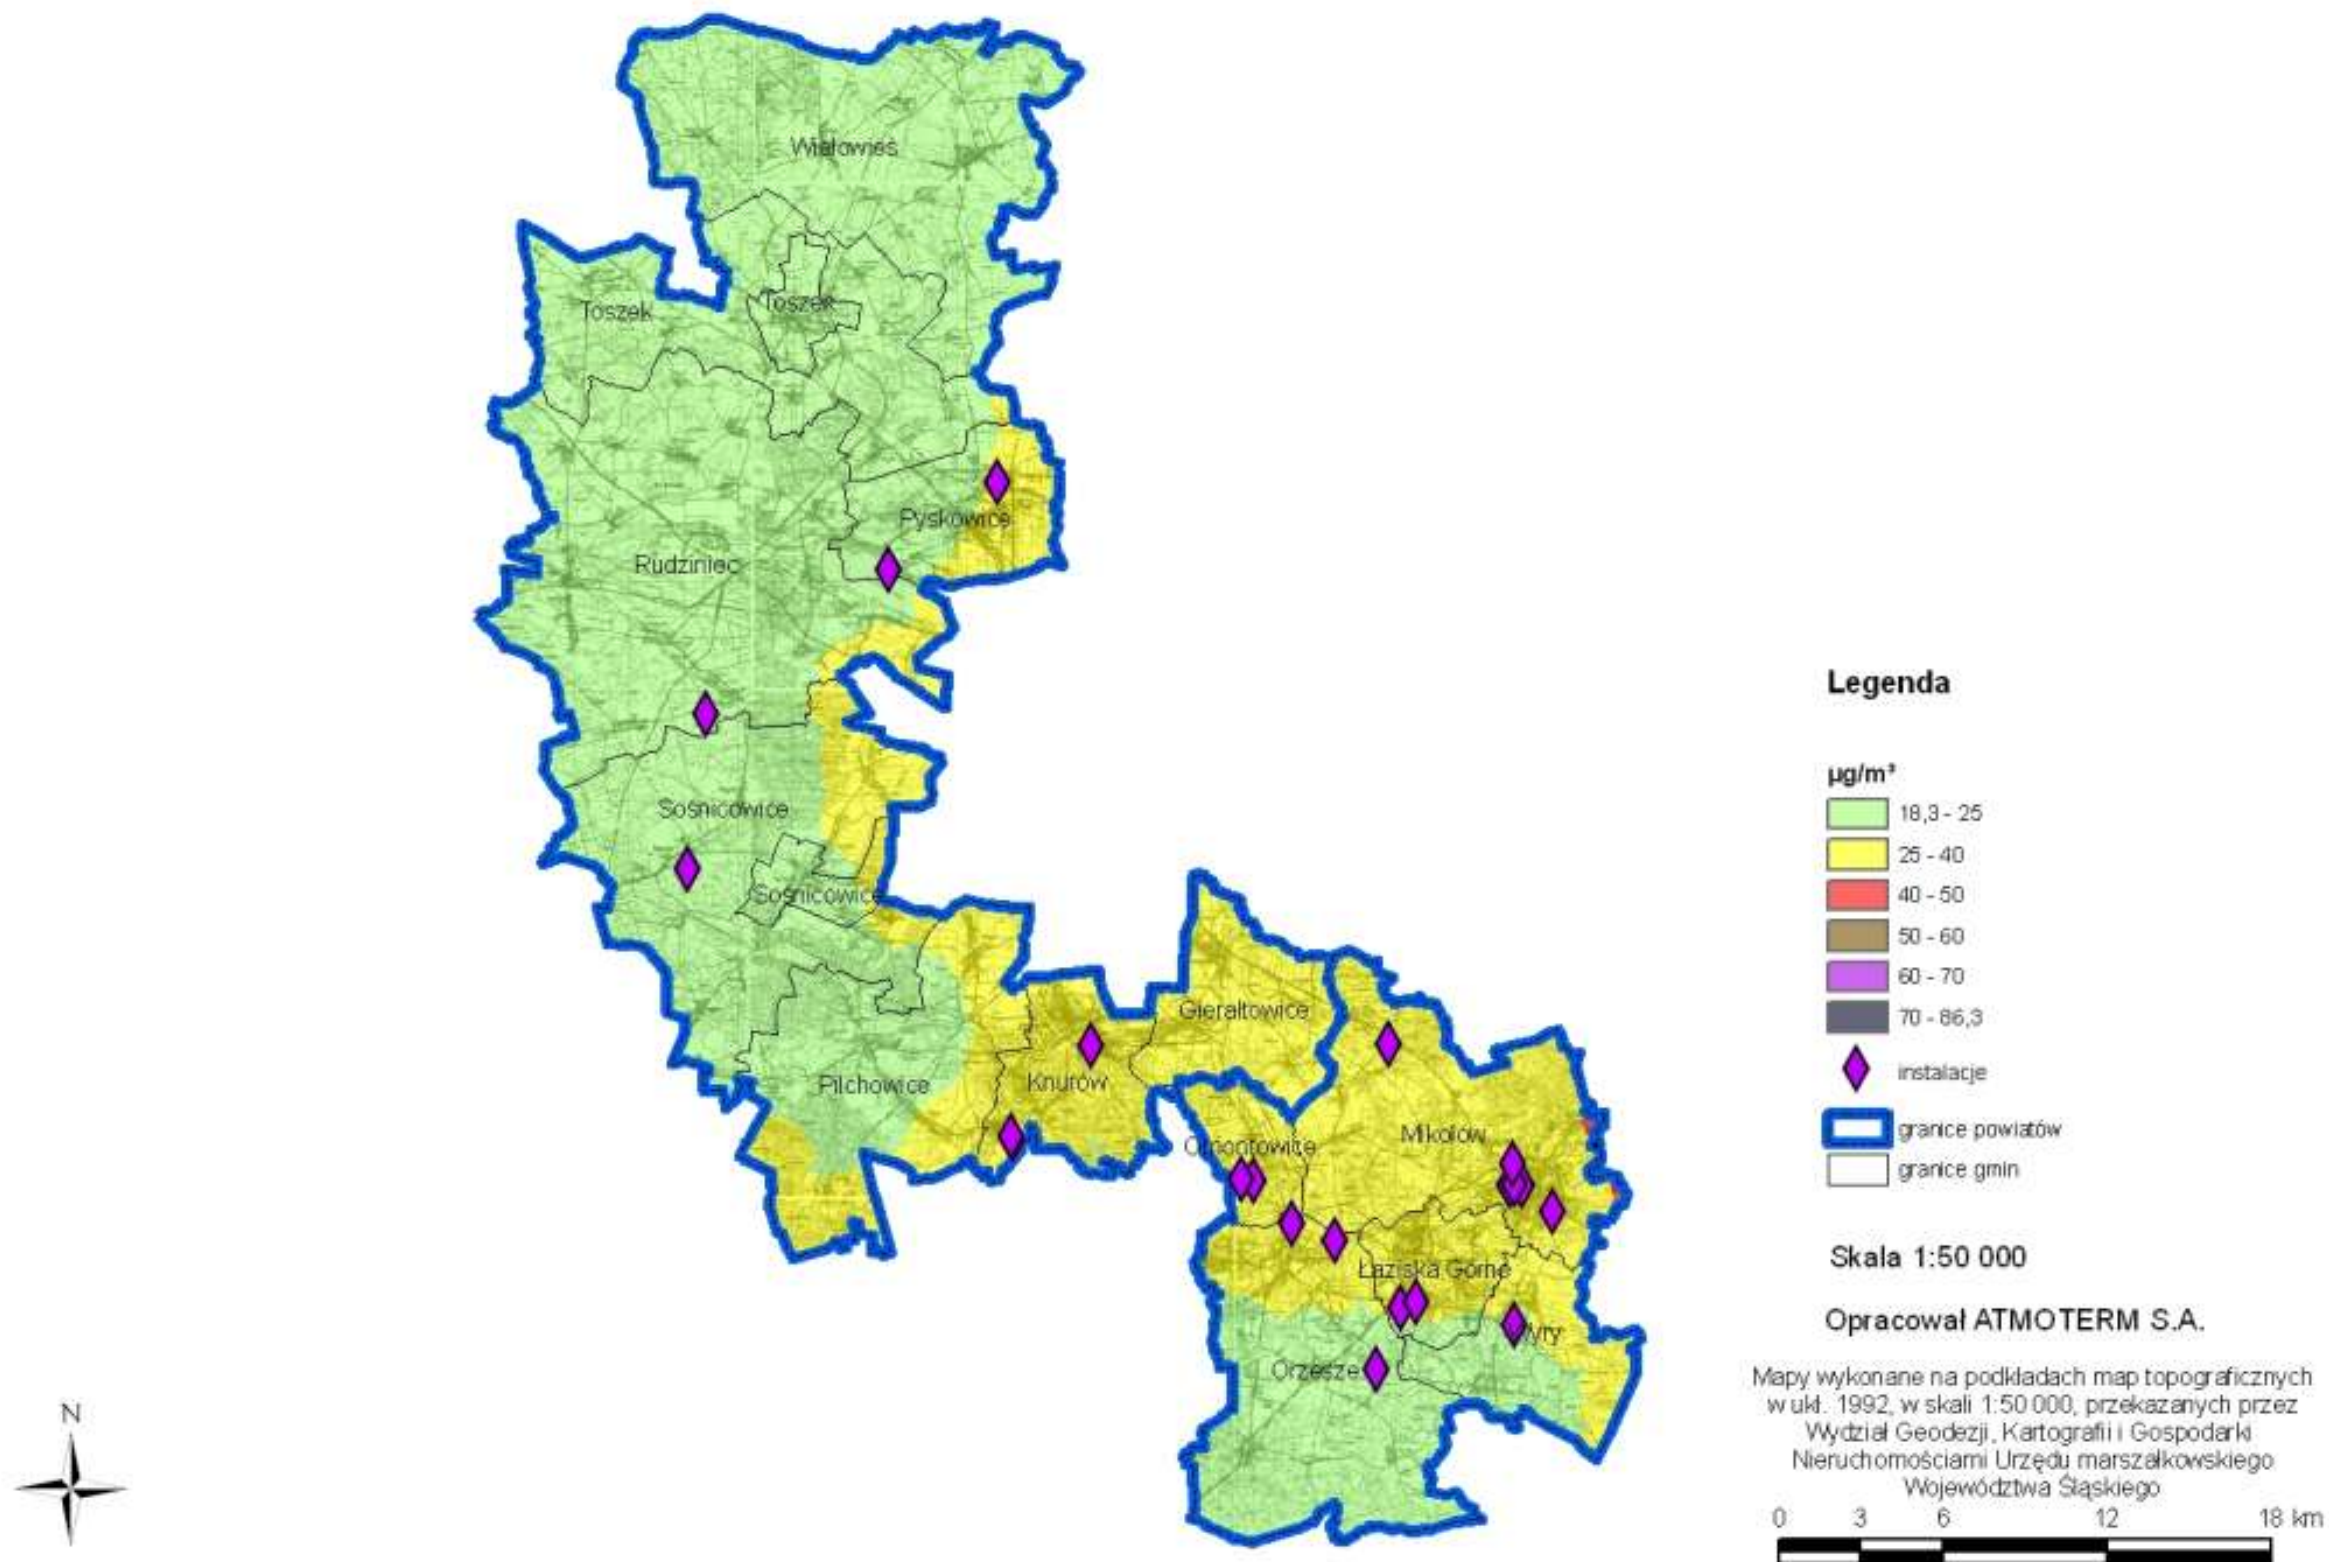 Wielowieś
Toszek
Toszek
Pyskowice
Rudziniec
Sośnicowice
Sośnicowice
Gierałtowice
Pilchowice
Knurów
Mikołów
Ornontowice
Łaziska Górne
Wyry
Orzesze
Legenda
µg/m³
18,3 - 25
25 - 40
40 - 50
50 - 60
60 - 70
70 - 86,3
instalacje
granice powiatów
granice gmin
Skala 1:50 000
Opracował ATMOTERM S.A.
Mapy wykonane na podkładach map topograficznych
w ukł. 1992, w skali 1:50 000, przekazanych przez
Wydział Geodezji, Kartografii i Gospodarki
Nieruchomościami Urzędu marszałkowskiego
Województwa Śląskiego
0 3 6 12 18 km
N